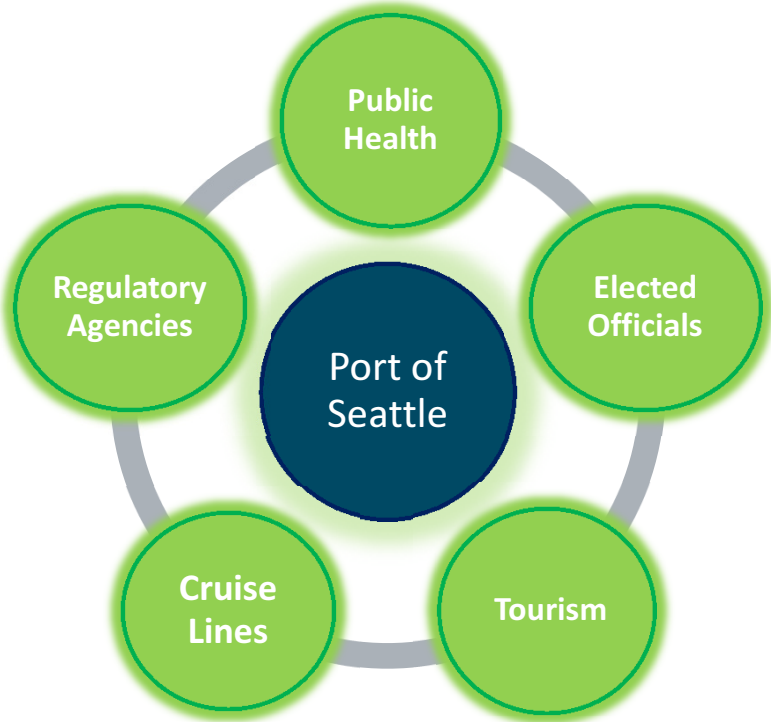 Public
Health
Elected
Officials
Tourism
Cruise
Lines
Regulatory
Agencies
Port of
Seattle